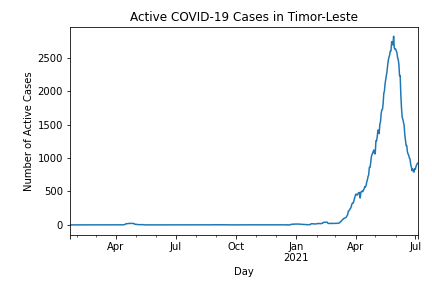 Active COVID-19 Cases in Timor-Leste
Number of Active Cases
2500
2000
1500
1000
500
0
Apr Jul Oct Jan Apr Jul
2021
Day